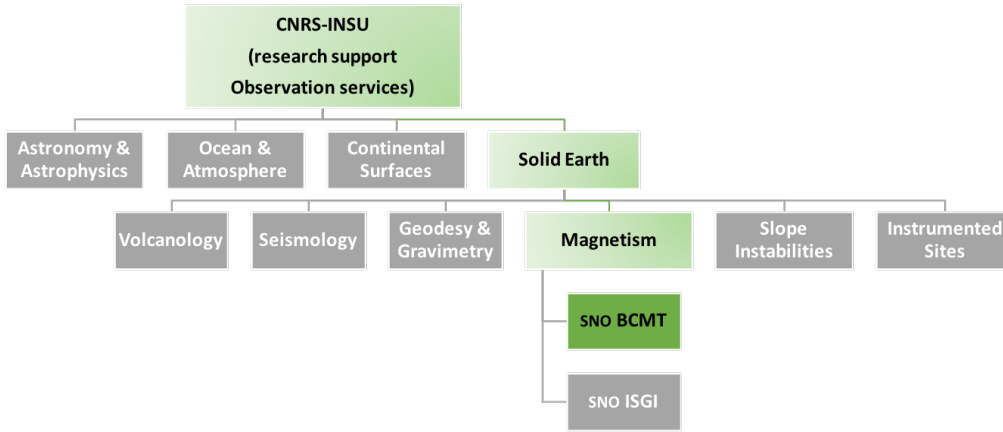 CNRS-INSU
(research support
Observation services)
Astronomy &
Astrophysics
Ocean &
Atmosphere
Continental
Surfaces
Solid Earth
Volcanology
Seismology
Geodesy &
Gravimetry
Magnetism
Slope
Instabilities
Instrumented
Sites
SNO BCMT
SNO ISGI